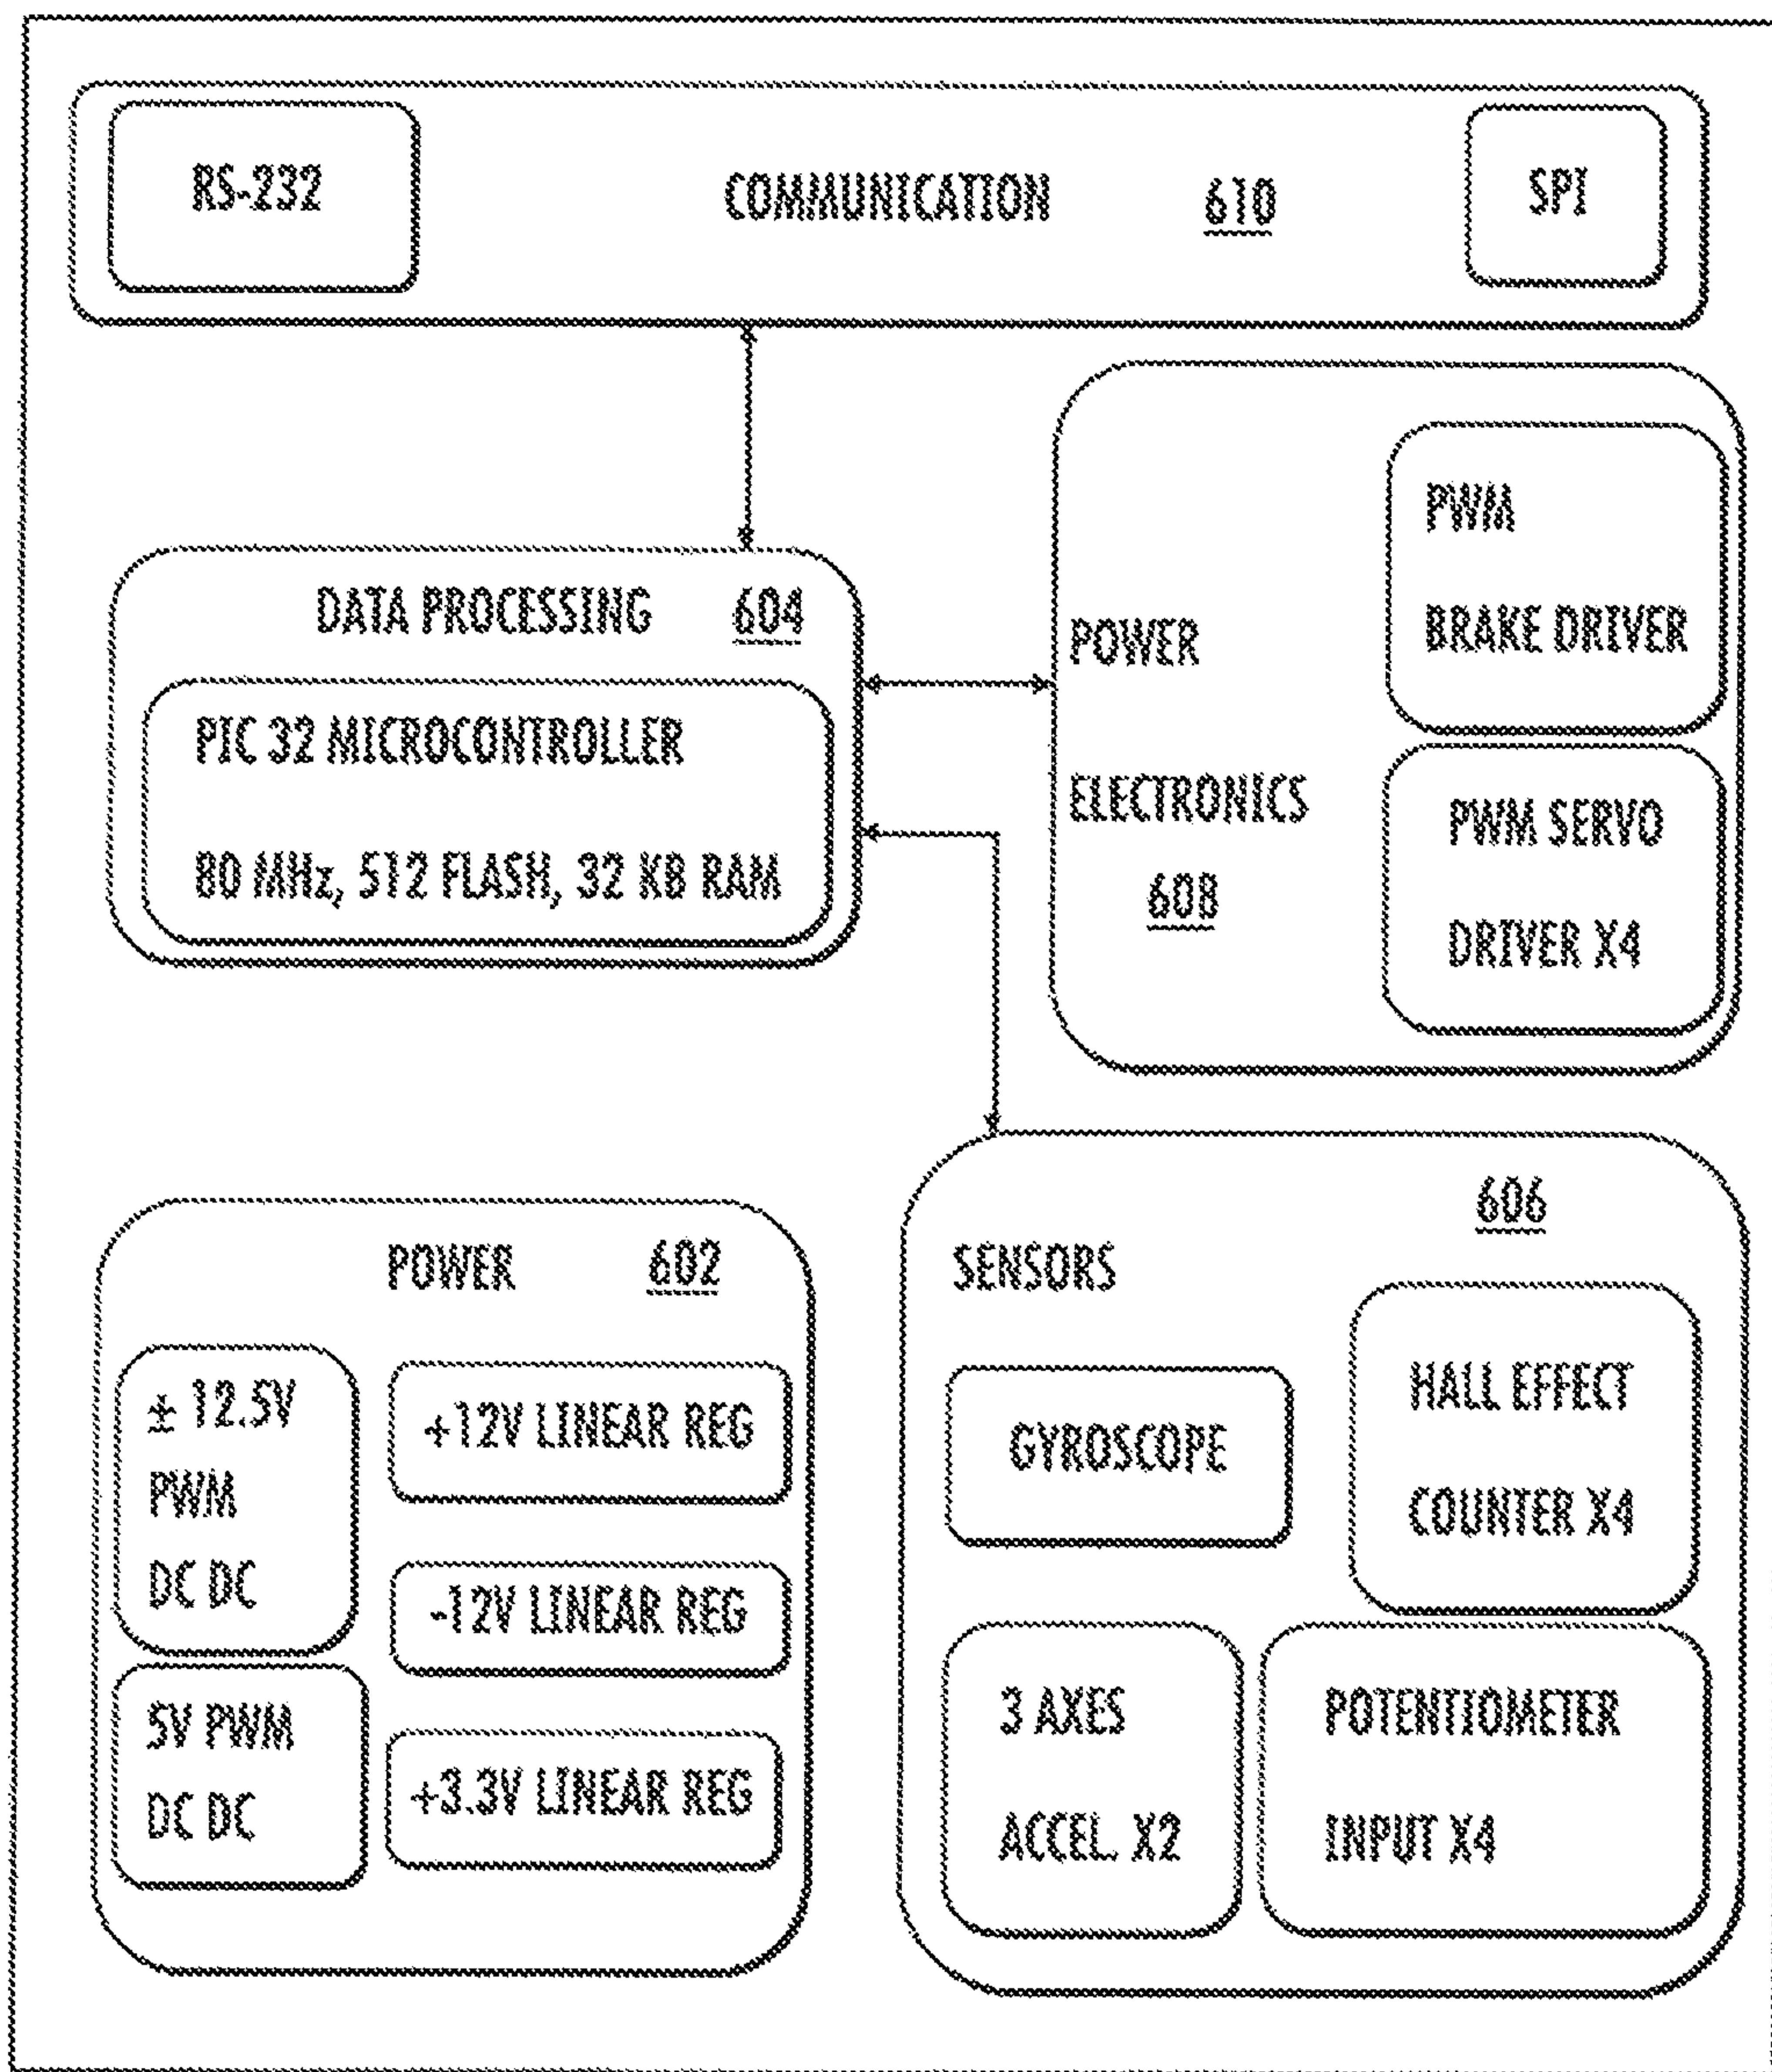 RS-232
COMMUNICATION 610
SPI
DATA PROCESSING 604
PIC 32 MICROCONTROLLER
80 MHz, 512 FLASH, 32 KB RAM
POWER
ELECTRONICS
608
PWM
BRAKE DRIVER
PWM SERVO
DRIVER X4
POWER 602
± 12.5V
PWM
DC DC
5V PWM
DC DC
+12V LINEAR REG
-12V LINEAR REG
+3.3V LINEAR REG
606
SENSORS
GYROSCOPE
HALL EFFECT
COUNTER X4
3 AXES
ACCEL. X2
POTENTIOMETER
INPUT X4